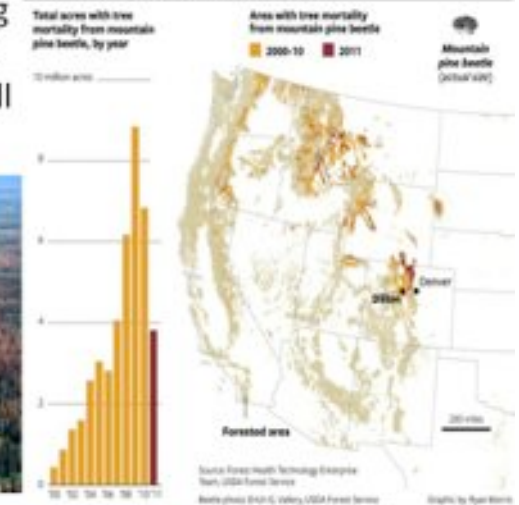 g
ll
Total acres with tree
mortality from mountain
pine beetle, by year
10 million acres
8
6
4
2
0
'00 '02 '04 '06 '08 '10 '11
Area with tree mortality
from mountain pine beetle
2000-10 2011
Mountain
pine beetle
(actual size)
Denver
Dillon
Forested area
200 miles
Source: Forest Health Technology Enterprise
Team, USDA Forest Service
Beetle photo: Erich G. Vallery, USDA Forest Service
Graphic by Ryan Morris